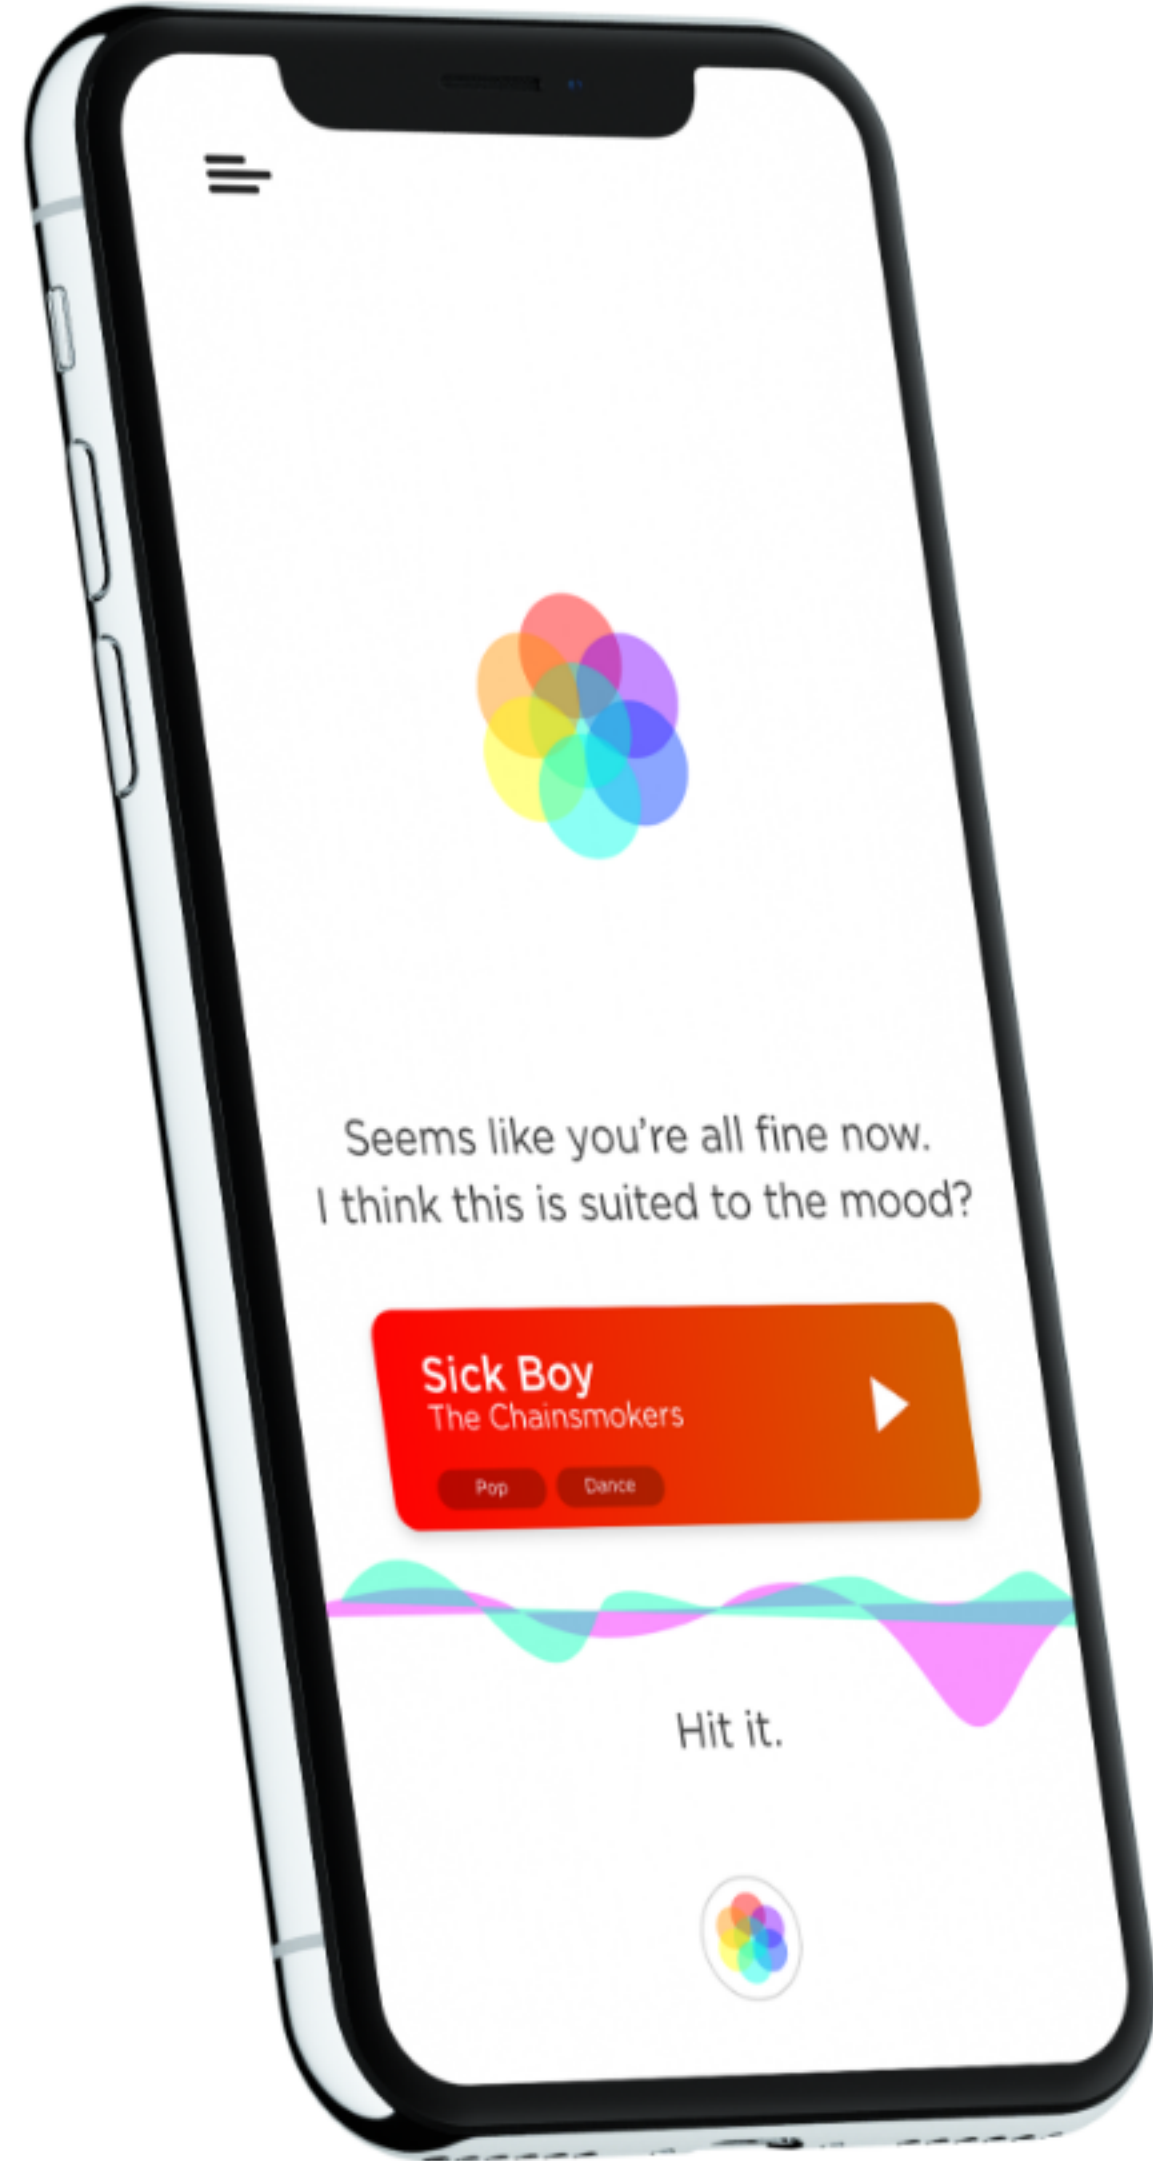 Seems like you're all fine now.
I think this is suited to the mood?
Sick Boy
The Chainsmokers
Pop Dance
Hit it.